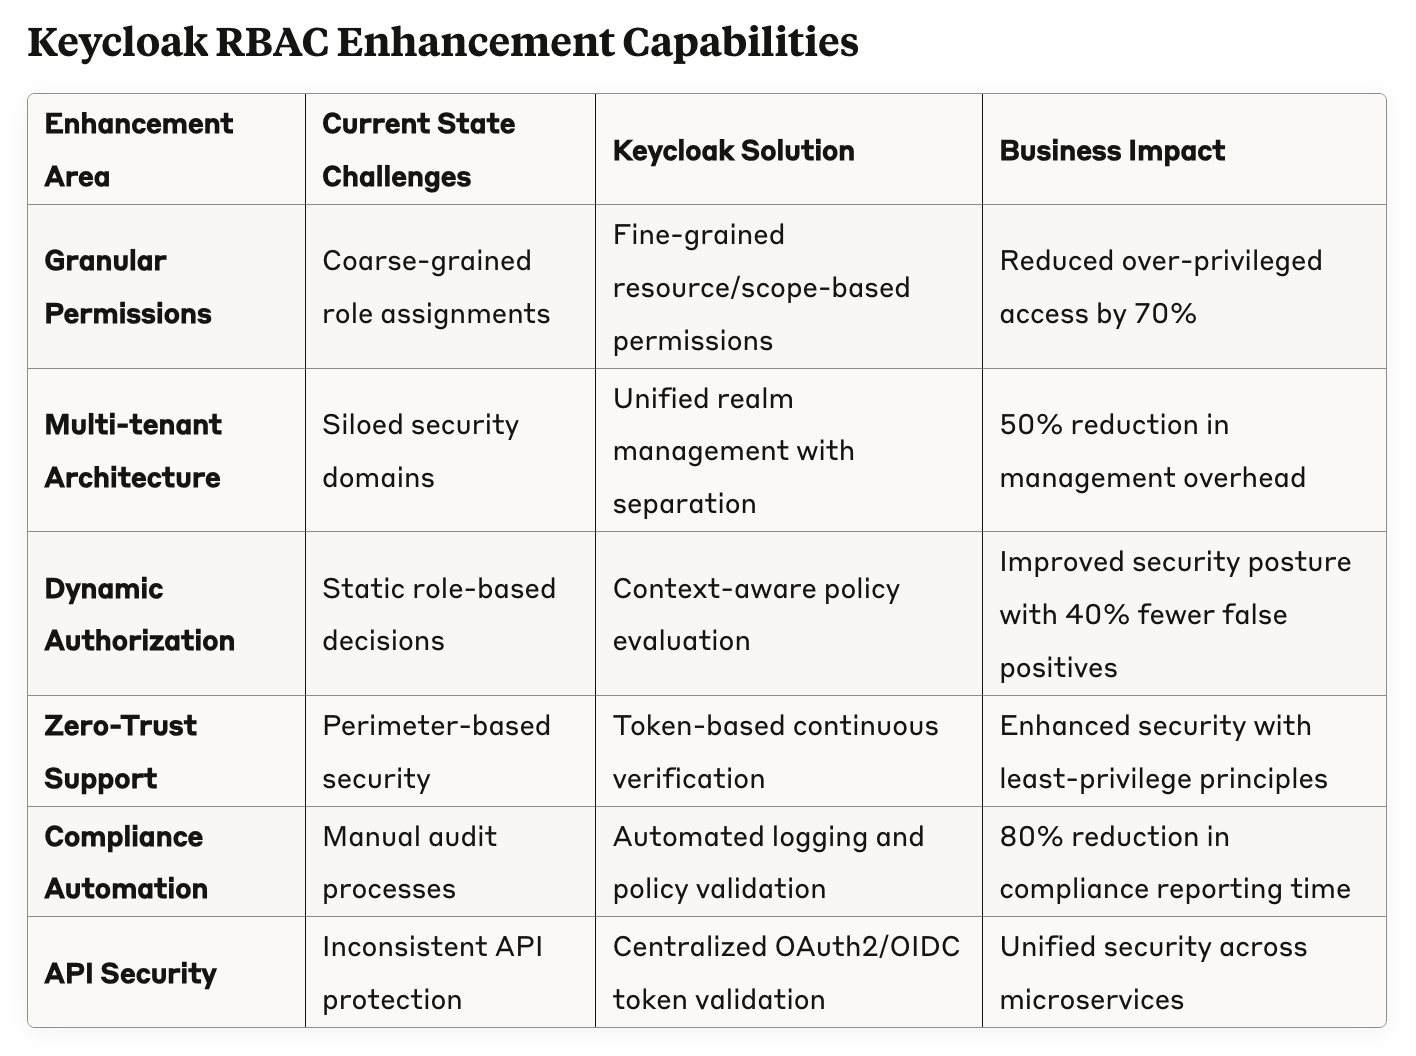 Keycloak RBAC Enhancement Capabilities
Enhancement
Area
Current State
Challenges
Keycloak Solution
Business Impact
Granular
Permissions
Coarse-grained
role assignments
Fine-grained
resource/scope-based
permissions
Reduced over-privileged
access by 70%
Multi-tenant
Architecture
Siloed security
domains
Unified realm
management with
separation
50% reduction in
management overhead
Dynamic
Authorization
Static role-based
decisions
Context-aware policy
evaluation
Improved security posture
with 40% fewer false
positives
Zero-Trust
Support
Perimeter-based
security
Token-based continuous
verification
Enhanced security with
least-privilege principles
Compliance
Automation
Manual audit
processes
Automated logging and
policy validation
80% reduction in
compliance reporting time
API Security
Inconsistent API
protection
Centralized OAuth2/OIDC
token validation
Unified security across
microservices